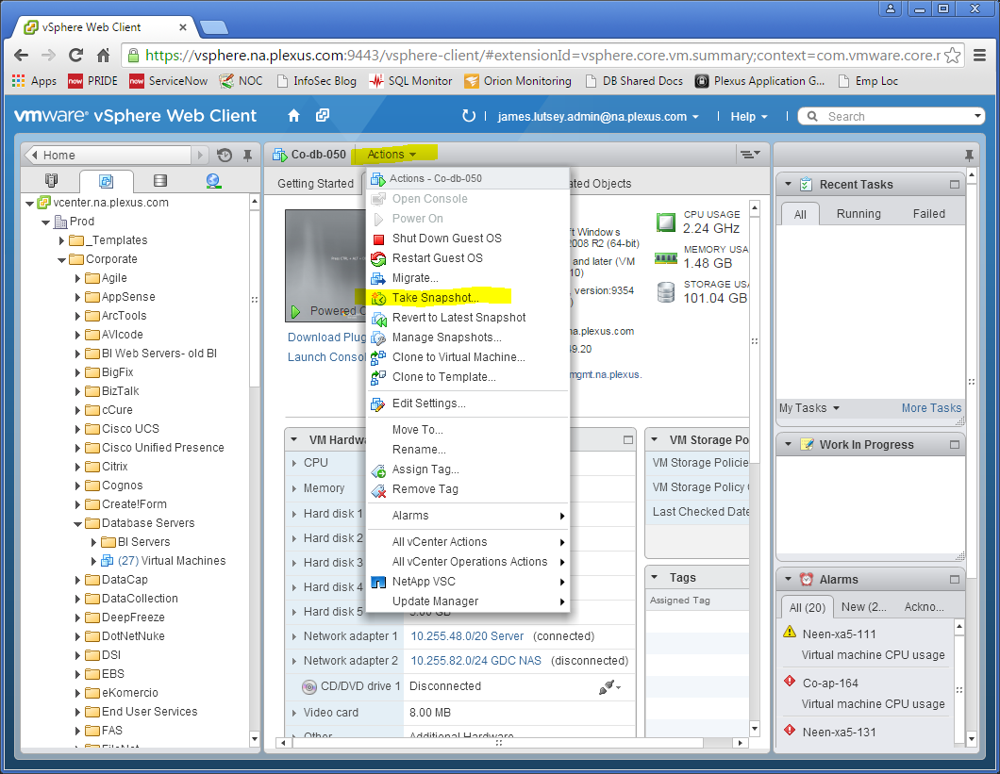 vSphere Web Client
https://vsphere.na.plexus.com:9443/vsphere-client/#extensionId=vsphere.core.vm.summary;context=com.vmware.core.r
Apps PRIDE ServiceNow NOC InfoSec Blog SQL Monitor Orion Monitoring DB Shared Docs Plexus Application G... Emp Loc
vmware® vSphere Web Client james.lutsey.admin@na.plexus.com Help Search
Home
vcenter.na.plexus.com
Prod
_Templates
Corporate
Agile
AppSense
ArcTools
AVIcode
BI Web Servers- old BI
BigFix
BizTalk
cCure
Cisco UCS
Cisco Unified Presence
Citrix
Cognos
Create!Form
Database Servers
BI Servers
(27) Virtual Machines
DataCap
DataCollection
DeepFreeze
DotNetNuke
DSI
EBS
eKomercio
End User Services
FAS
FileNet
Co-db-050 Actions
Getting Started ated Objects
Powered O
Download Plug
Launch Consol
ft Windows
2008 R2 (64-bit)
and later (VM
10)
, version:9354
a.plexus.com
49.20
mgmt.na.plexus.
CPU USAGE
2.24 GHz
MEMORY USA
1.48 GB
STORAGE USA
101.04 GB
Actions - Co-db-050
Open Console
Power On
Shut Down Guest OS
Restart Guest OS
Migrate...
Take Snapshot...
Revert to Latest Snapshot
Manage Snapshots...
Clone to Virtual Machine...
Clone to Template...
Edit Settings...
Move To...
Rename...
Assign Tag...
Remove Tag
Alarms
All vCenter Actions
All vCenter Operations Actions
NetApp VSC
Update Manager
VM Hardwa
CPU
Memory
Hard disk 1
Hard disk 2
Hard disk 3
Hard disk 4
Hard disk 5 5.00 GB
Network adapter 1 10.255.48.0/20 Server (connected)
Network adapter 2 10.255.82.0/24 GDC NAS (disconnected)
CD/DVD drive 1 Disconnected
Video card 8.00 MB
Other Additional Hardware
VM Storage Po
VM Storage Policie
VM Storage Policy C
Last Checked Date
Tags
Assigned Tag
Recent Tasks
All Running Failed
My Tasks More Tasks
Work In Progress
Alarms
All (20) New (2... Ackno...
Neen-xa5-111
Virtual machine CPU usage
Co-ap-164
Virtual machine CPU usage
Neen-xa5-131